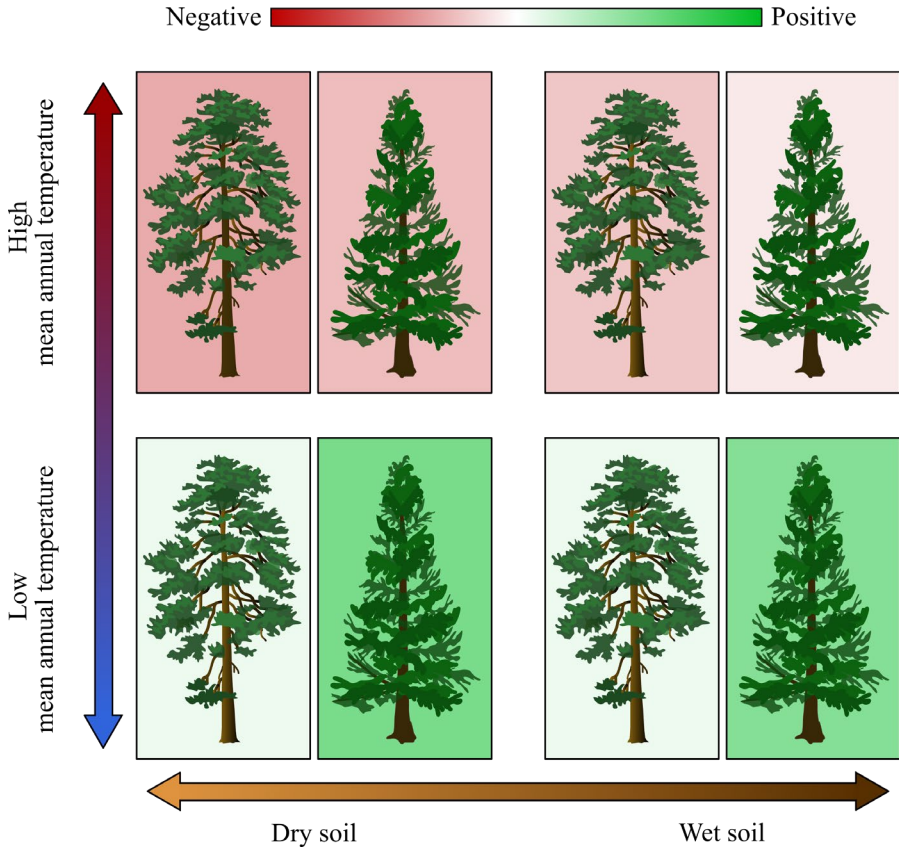 Negative
Positive
High
mean annual temperature
Low
mean annual temperature
Dry soil
Wet soil